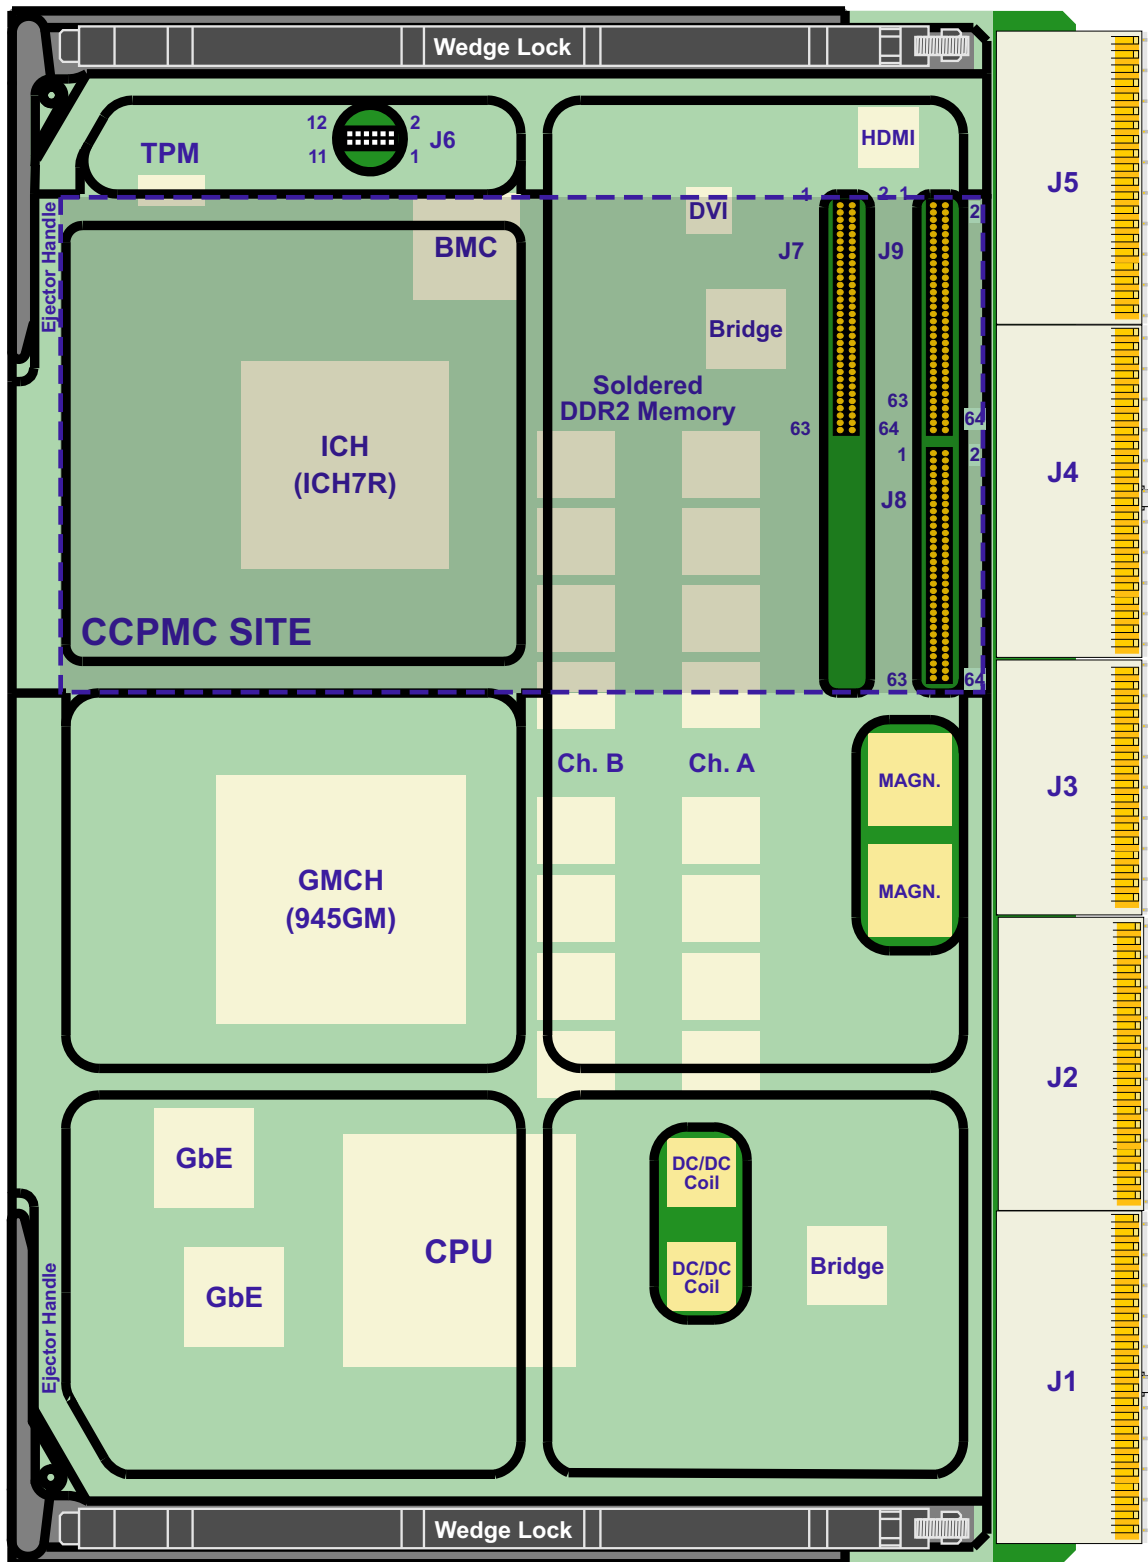 Wedge Lock
12
2
J6
11
1
TPM
HDMI
J5
Ejector Handle
BMC
DVI
1
2
1
2
J7
J9
Bridge
Soldered
DDR2 Memory
63
64
63
64
ICH
(ICH7R)
1
2
J8
J4
CCPMC SITE
63
64
Ch. B
Ch. A
MAGN.
J3
MAGN.
GMCH
(945GM)
J2
GbE
DC/DC
Coil
CPU
GbE
DC/DC
Coil
Bridge
Ejector Handle
J1
Wedge Lock